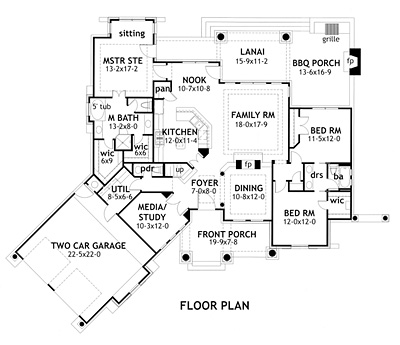 sitting
grille
LANAI
15-9x11-2
BBQ PORCH
13-6x16-9
fp
MSTR STE
13-2x17-2
NOOK
10-7x10-8
pan
5' tub
M BATH
13-2x8-0
FAMILY RM
18-0x17-9
KITCHEN
12-0x11-4
BED RM
11-5x12-0
wic
6x6
wic
6x9
pdr
up
fp
drs
ba
UTIL
8-5x6-6
FOYER
7-0x8-0
DINING
10-8x12-0
wic
MEDIA/
STUDY
10-3x12-0
BED RM
12-0x12-0
FRONT PORCH
19-9x7-8
TWO CAR GARAGE
22-5x22-0
FLOOR PLAN